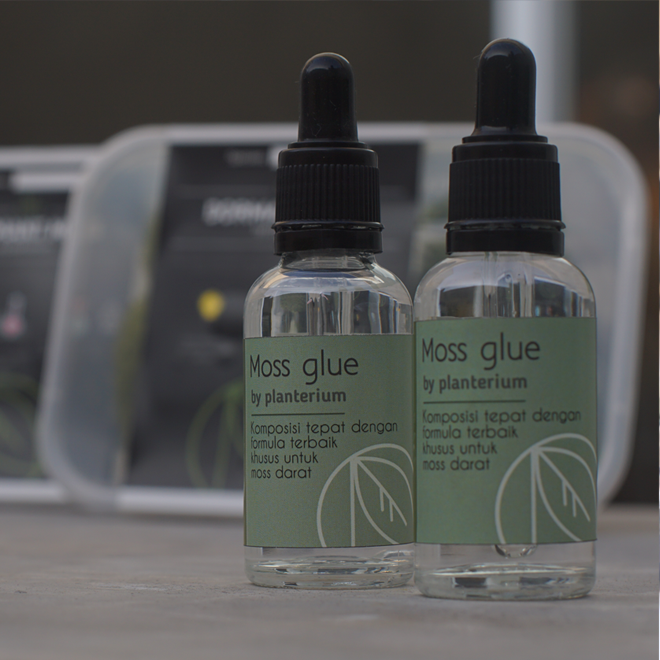 Moss glue
by planterium
Komposisi tepat dengan
formula terbaik
khusus untuk
moss darat
Moss glue
by planterium
Komposisi tepat dengan
formula terbaik
khusus untuk
moss darat